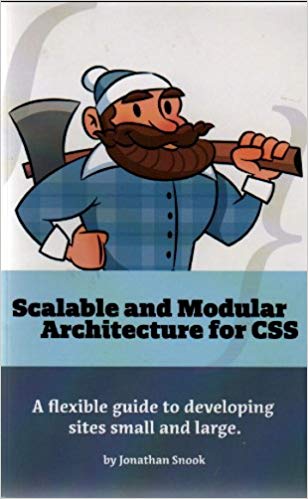 Scalable and Modular
Architecture for CSS
A flexible guide to developing
sites small and large.
by Jonathan Snook